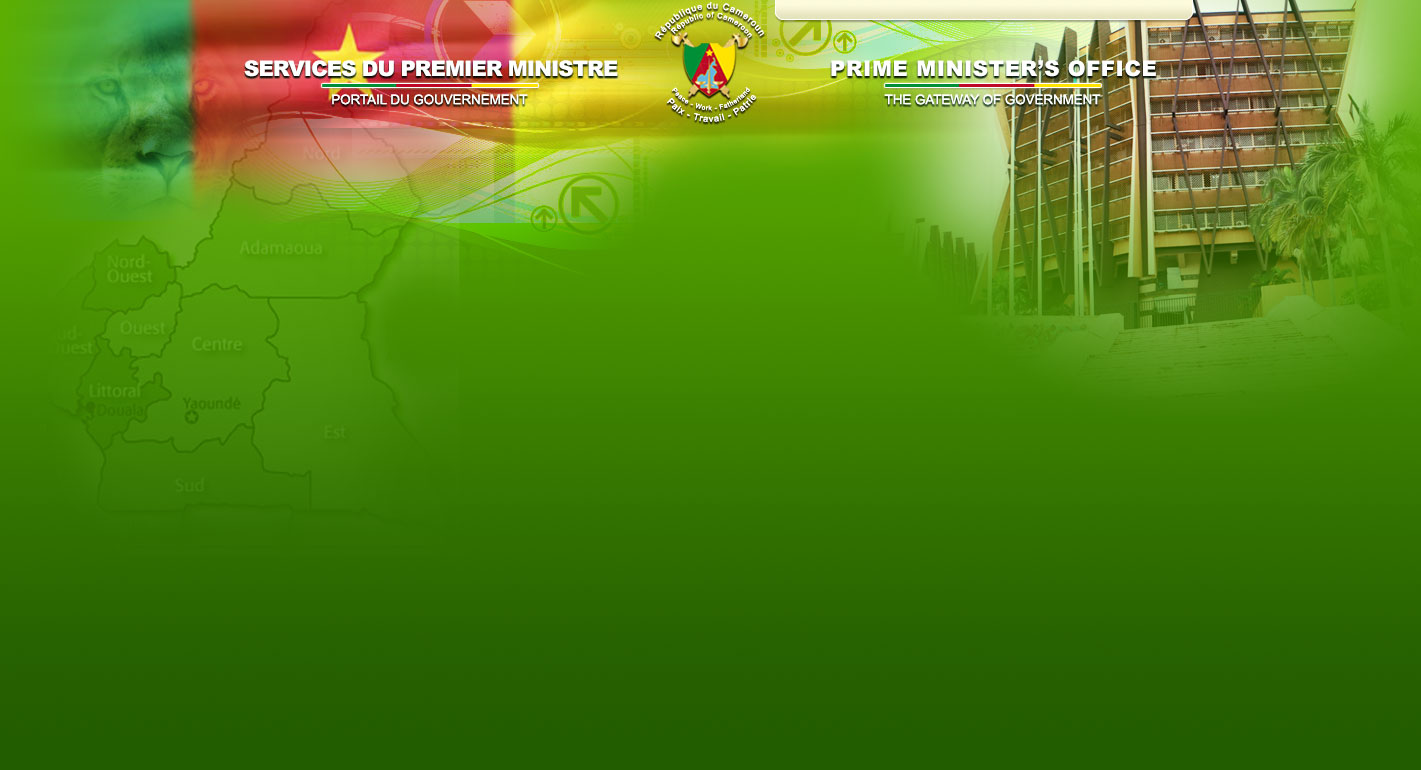 République du Cameroun
Republic of Cameroon
Peace - Work - Fatherland
Paix - Travail - Patrie
SERVICES DU PREMIER MINISTRE
PORTAIL DU GOUVERNEMENT
PRIME MINISTER'S OFFICE
THE GATEWAY OF GOVERNMENT
Nord
Adamaoua
Nord-
Ouest
Ouest
Sud-
Ouest
Centre
Littoral
Douala
Yaoundé
Est
Sud